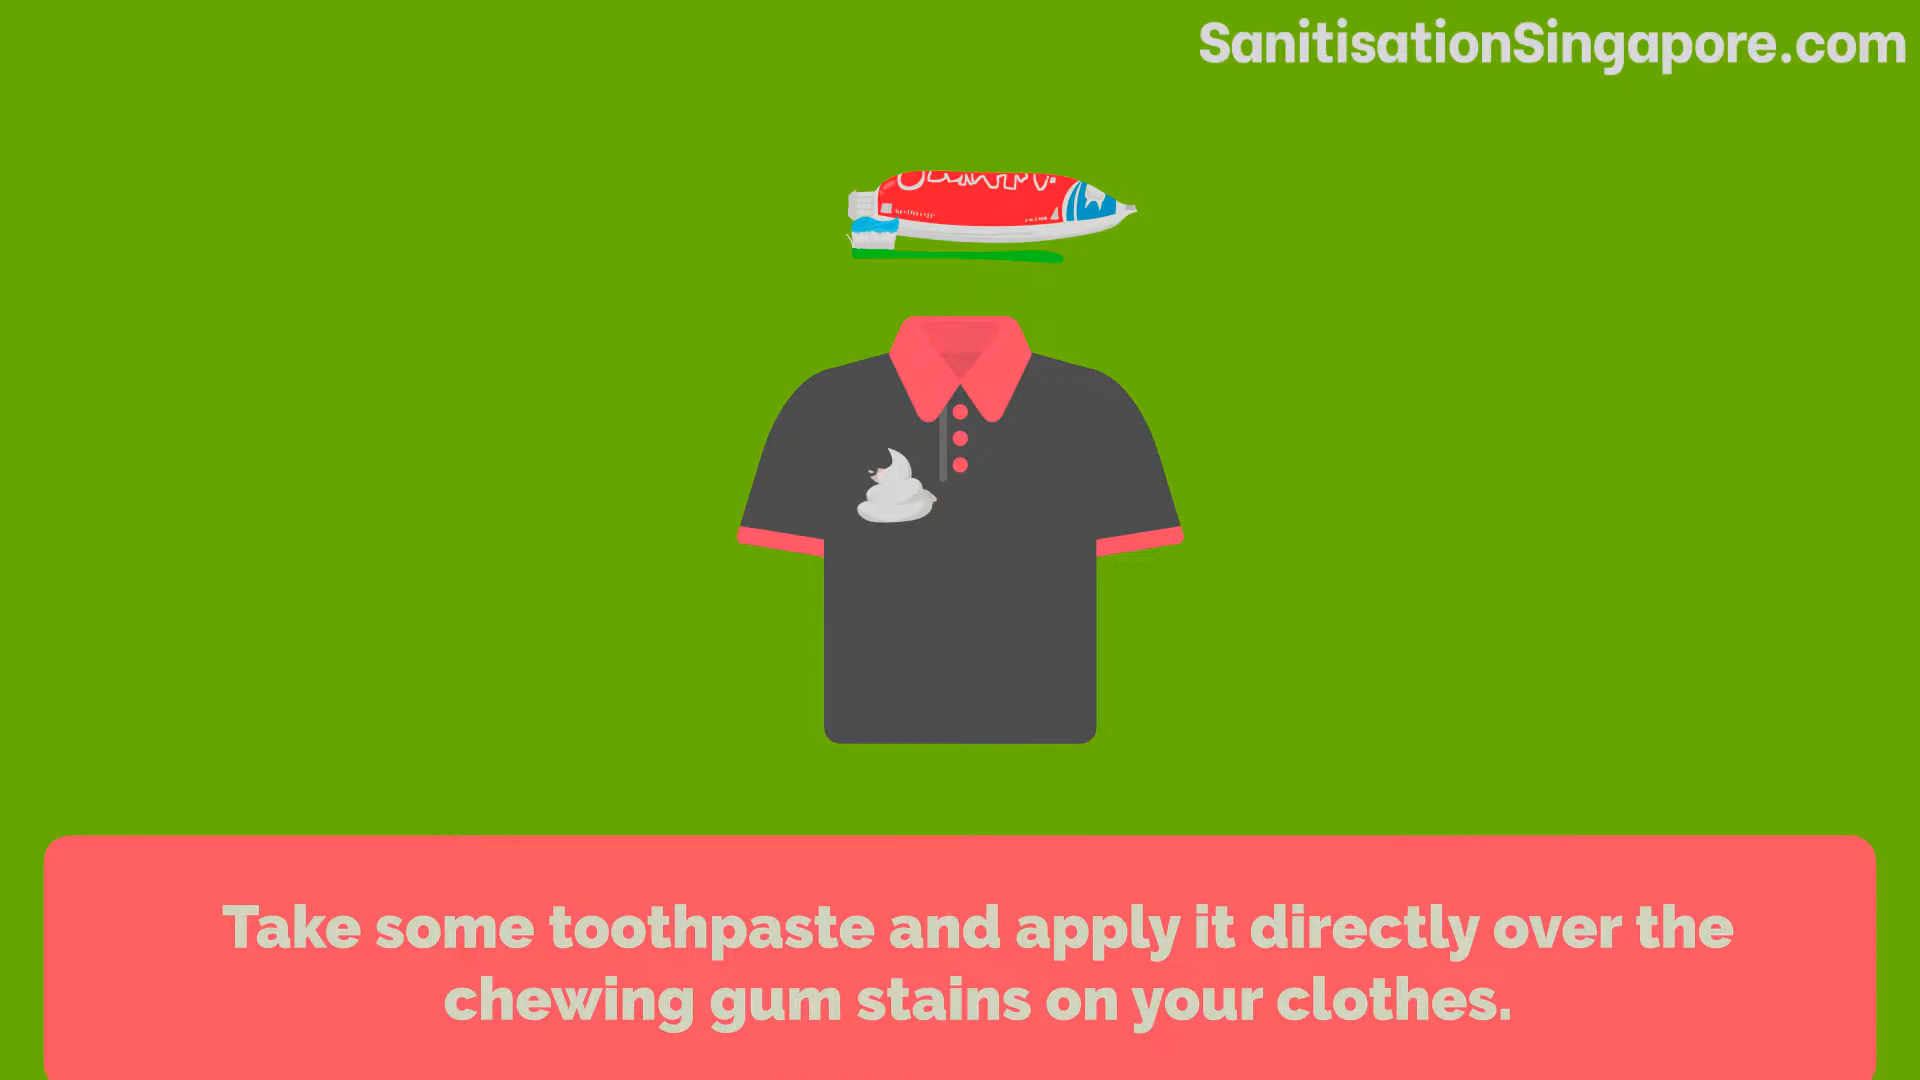 SanitisationSingapore.com
Take some toothpaste and apply it directly over the
chewing gum stains on your clothes.